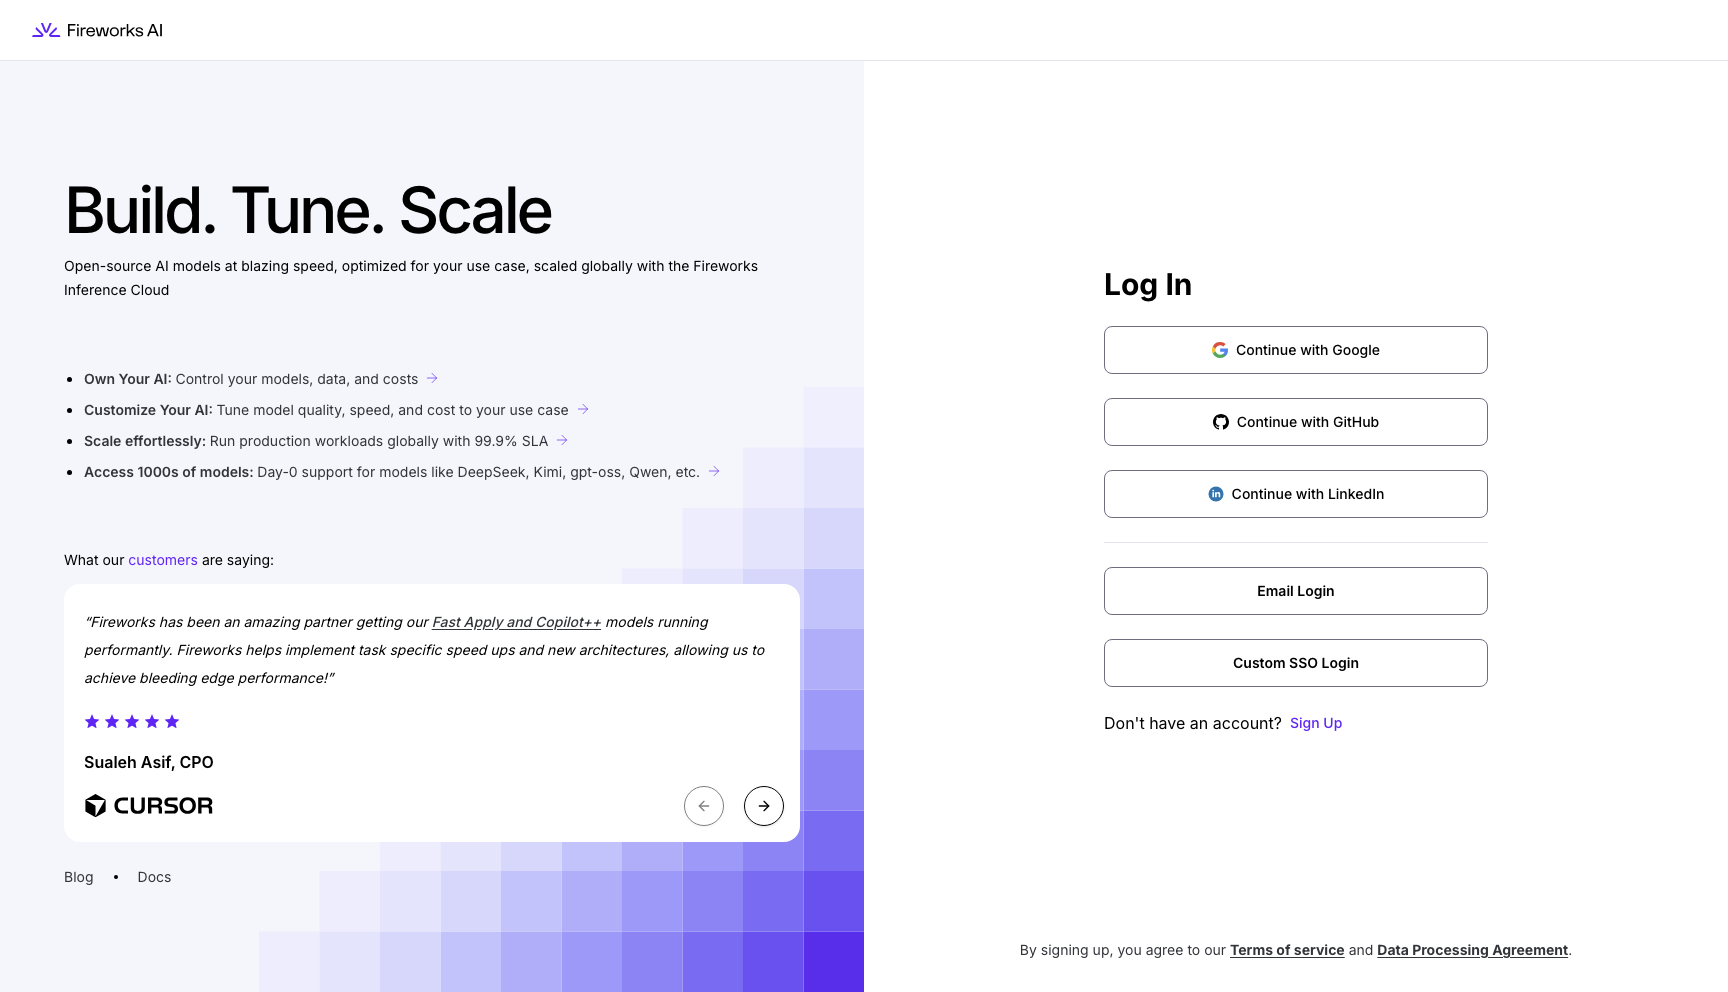 Fireworks AI
Build. Tune. Scale
Open-source AI models at blazing speed, optimized for your use case, scaled globally with the Fireworks
Inference Cloud
Own Your AI: Control your models, data, and costs
Customize Your AI: Tune model quality, speed, and cost to your use case
Scale effortlessly: Run production workloads globally with 99.9% SLA
Access 1000s of models: Day-0 support for models like DeepSeek, Kimi, gpt-oss, Qwen, etc.
What our customers are saying:
“Fireworks has been an amazing partner getting our Fast Apply and Copilot++ models running
performantly. Fireworks helps implement task specific speed ups and new architectures, allowing us to
achieve bleeding edge performance!”
Sualeh Asif, CPO
CURSOR
Blog • Docs
Log In
Continue with Google
Continue with GitHub
Continue with LinkedIn
Email Login
Custom SSO Login
Don't have an account? Sign Up
By signing up, you agree to our Terms of service and Data Processing Agreement.